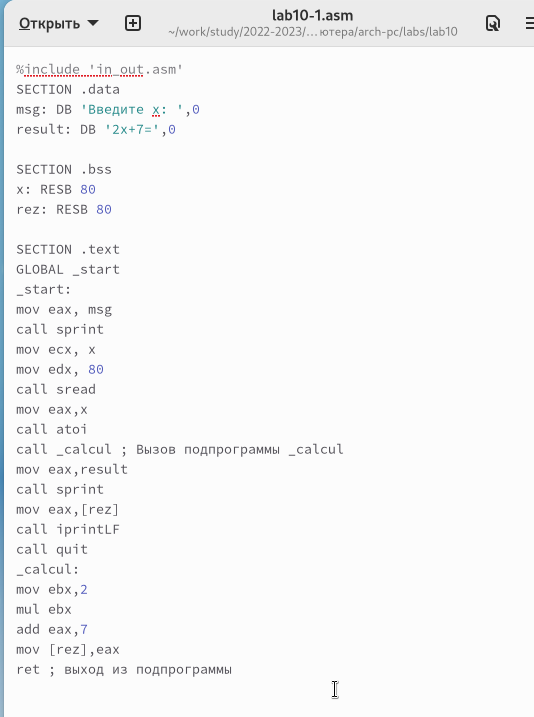 Открыть
lab10-1.asm
~/work/study/2022-2023/…ютера/arch-pc/labs/lab10
%include 'in_out.asm'
SECTION .data
msg: DB 'Введите x: ',0
result: DB '2x+7=',0
SECTION .bss
x: RESB 80
rez: RESB 80
SECTION .text
GLOBAL _start
_start:
mov eax, msg
call sprint
mov ecx, x
mov edx, 80
call sread
mov eax,x
call atoi
call _calcul ; Вызов подпрограммы _calcul
mov eax,result
call sprint
mov eax,[rez]
call iprintLF
call quit
_calcul:
mov ebx,2
mul ebx
add eax,7
mov [rez],eax
ret ; выход из подпрограммы